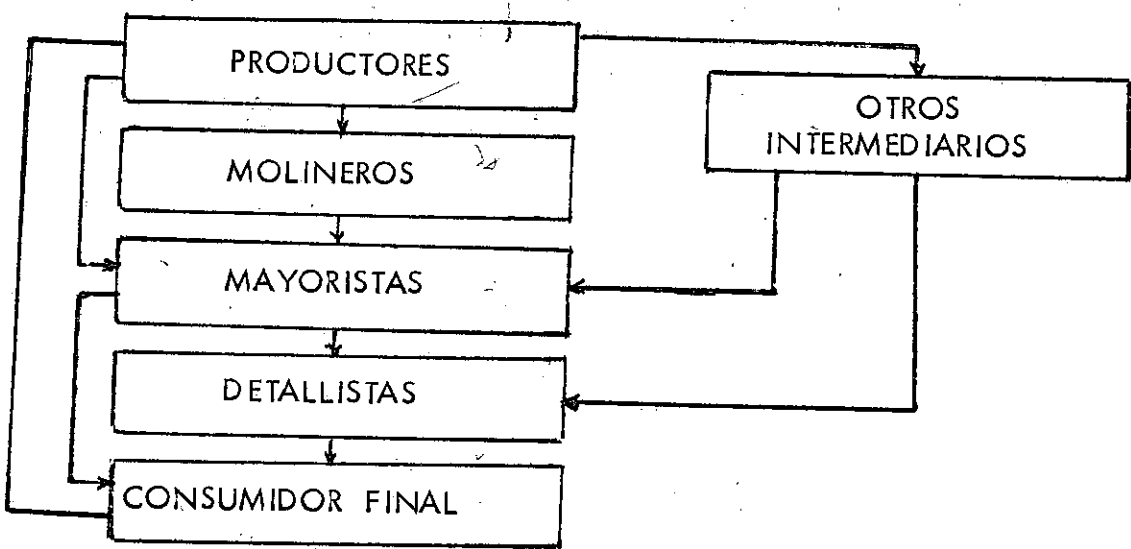 PRODUCTORES
OTROS
INTERMEDIARIOS
MOLINEROS
MAYORISTAS
DETALLISTAS
CONSUMIDOR FINAL